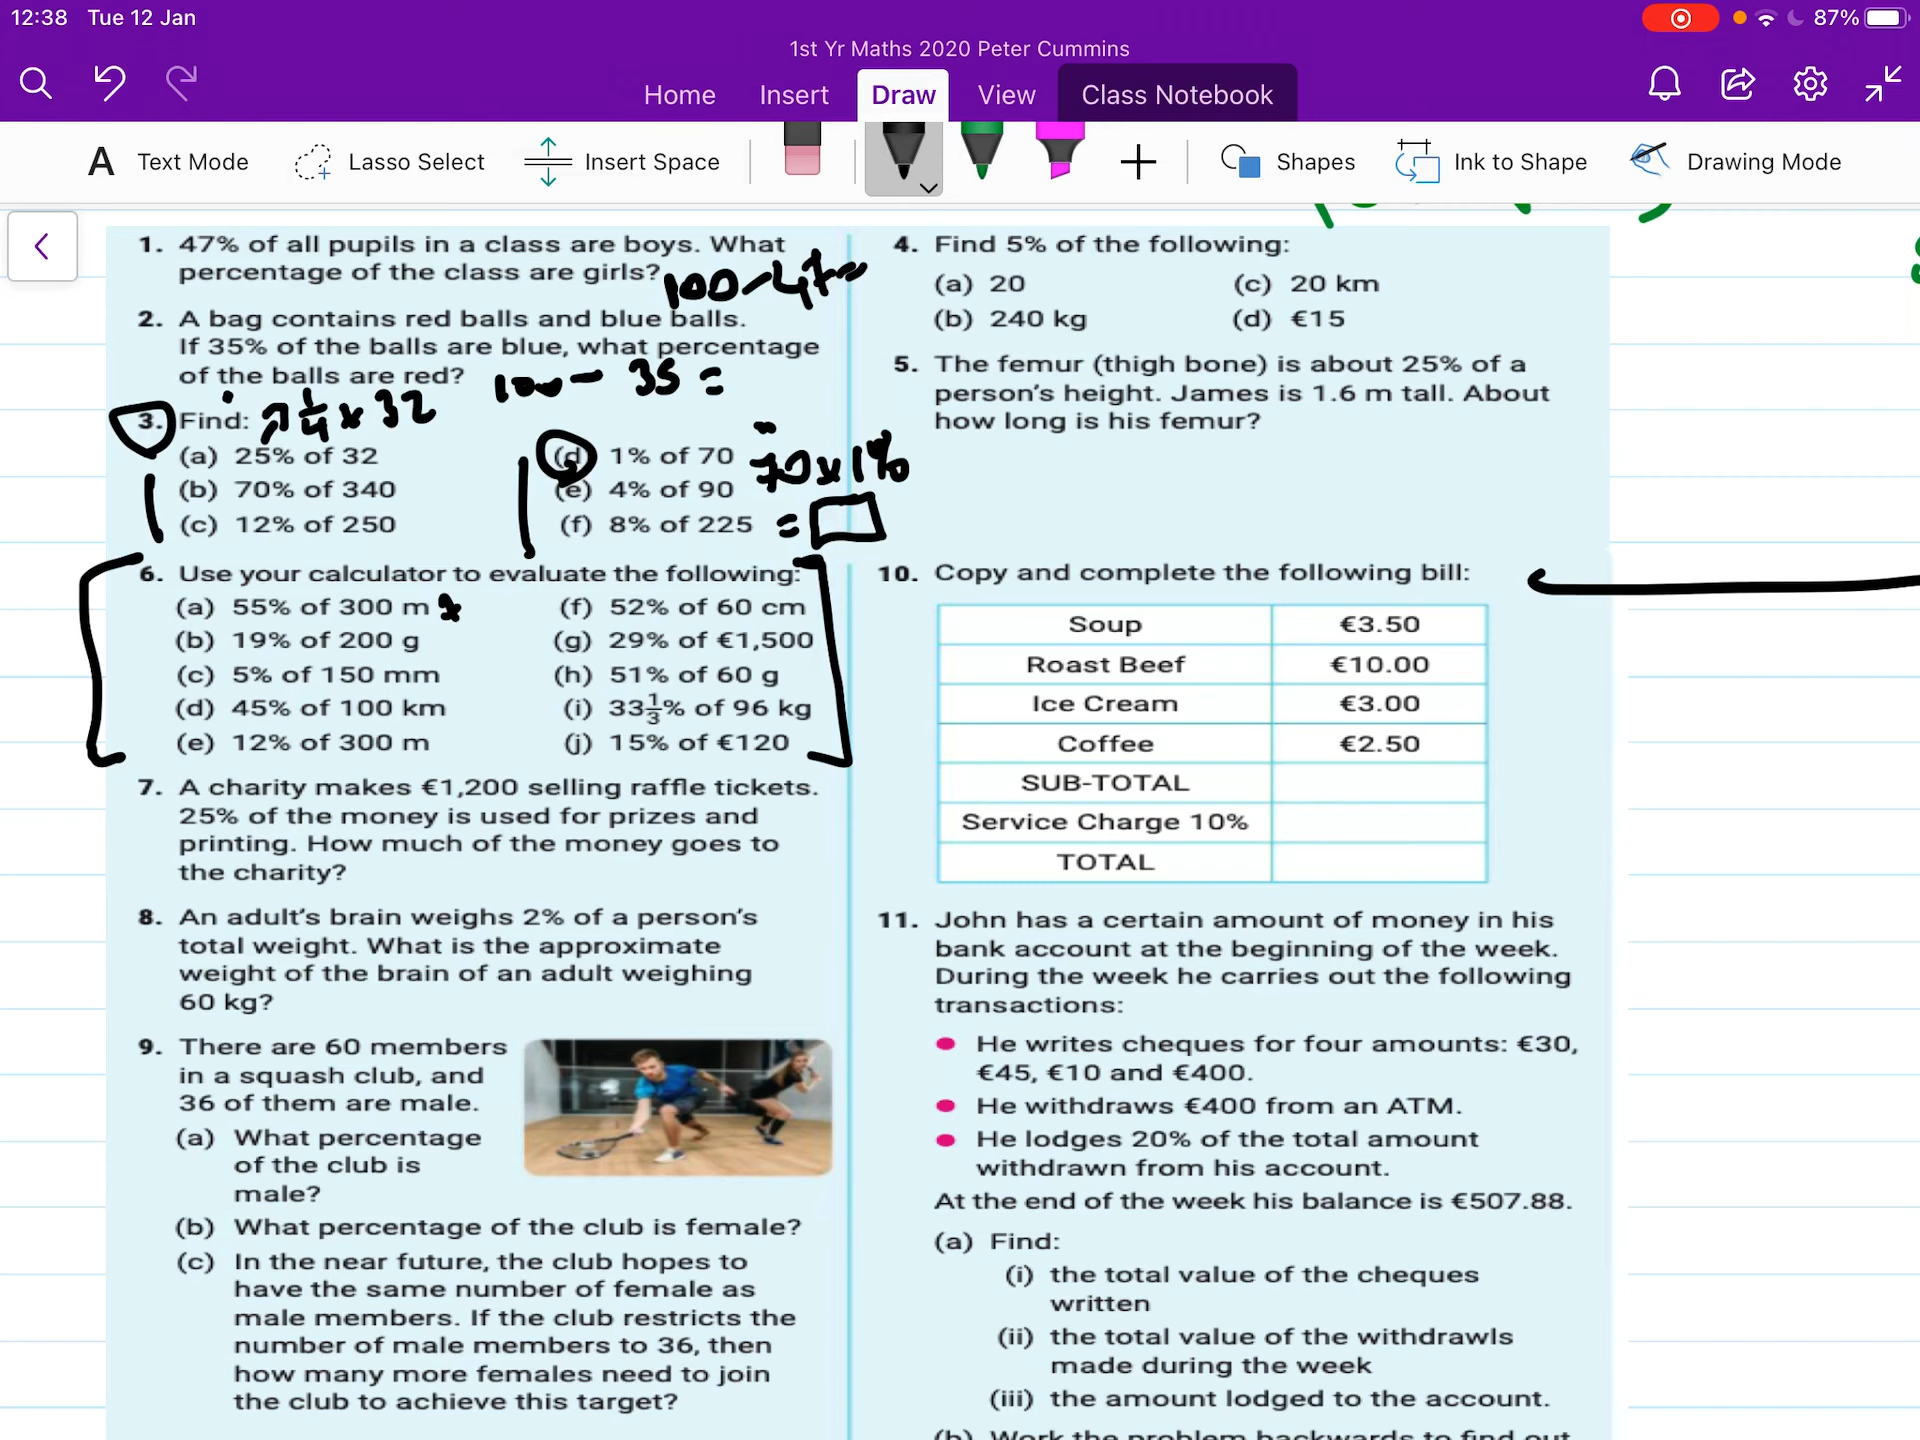 12:38 Tue 12 Jan
87%
1st Yr Maths 2020 Peter Cummins
Home Insert Draw View Class Notebook
A Text Mode Lasso Select Insert Space Shapes Ink to Shape Drawing Mode
1. 47% of all pupils in a class are boys. What
percentage of the class are girls?
100-47=
2. A bag contains red balls and blue balls.
If 35% of the balls are blue, what percentage
of the balls are red?
100 - 35 =
3. Find:
1/4 x 32
(a) 25% of 32
(b) 70% of 340
(c) 12% of 250
(d) 1% of 70
70 x 1%
(e) 4% of 90
(f) 8% of 225
=
4. Find 5% of the following:
(a) 20
(b) 240 kg
(c) 20 km
(d) €15
5. The femur (thigh bone) is about 25% of a
person's height. James is 1.6 m tall. About
how long is his femur?
6. Use your calculator to evaluate the following:
(a) 55% of 300 m
(b) 19% of 200 g
(c) 5% of 150 mm
(d) 45% of 100 km
(e) 12% of 300 m
(f) 52% of 60 cm
(g) 29% of €1,500
(h) 51% of 60 g
(i) 33 1/3% of 96 kg
(j) 15% of €120
7. A charity makes €1,200 selling raffle tickets.
25% of the money is used for prizes and
printing. How much of the money goes to
the charity?
8. An adult's brain weighs 2% of a person's
total weight. What is the approximate
weight of the brain of an adult weighing
60 kg?
9. There are 60 members
in a squash club, and
36 of them are male.
(a) What percentage
of the club is
male?
(b) What percentage of the club is female?
(c) In the near future, the club hopes to
have the same number of female as
male members. If the club restricts the
number of male members to 36, then
how many more females need to join
the club to achieve this target?
10. Copy and complete the following bill:
Soup €3.50
Roast Beef €10.00
Ice Cream €3.00
Coffee €2.50
SUB-TOTAL
Service Charge 10%
TOTAL
11. John has a certain amount of money in his
bank account at the beginning of the week.
During the week he carries out the following
transactions:
● He writes cheques for four amounts: €30,
€45, €10 and €400.
● He withdraws €400 from an ATM.
● He lodges 20% of the total amount
withdrawn from his account.
At the end of the week his balance is €507.88.
(a) Find:
(i) the total value of the cheques
written
(ii) the total value of the withdrawls
made during the week
(iii) the amount lodged to the account.
(b) Work the problem backwards to find out